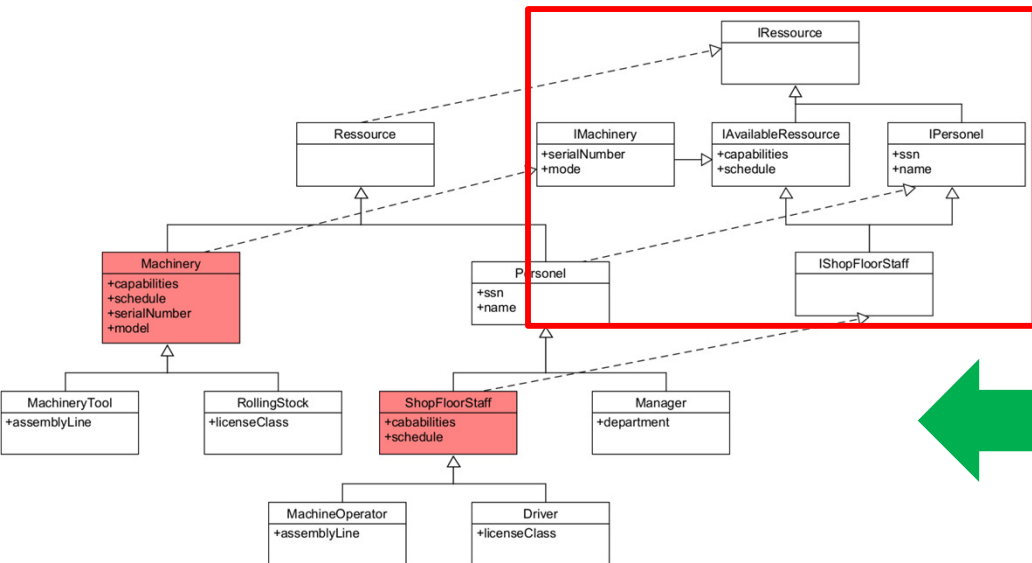 IRessource
Ressource
IMachinery
+serialNumber
+mode
IAvailableRessource
+capabilities
+schedule
IPersonel
+ssn
+name
Machinery
+capabilities
+schedule
+serialNumber
+model
Personel
+ssn
+name
IShopFloorStaff
MachineryTool
+assemblyLine
RollingStock
+licenseClass
ShopFloorStaff
+cababilities
+schedule
Manager
+department
MachineOperator
+assemblyLine
Driver
+licenseClass